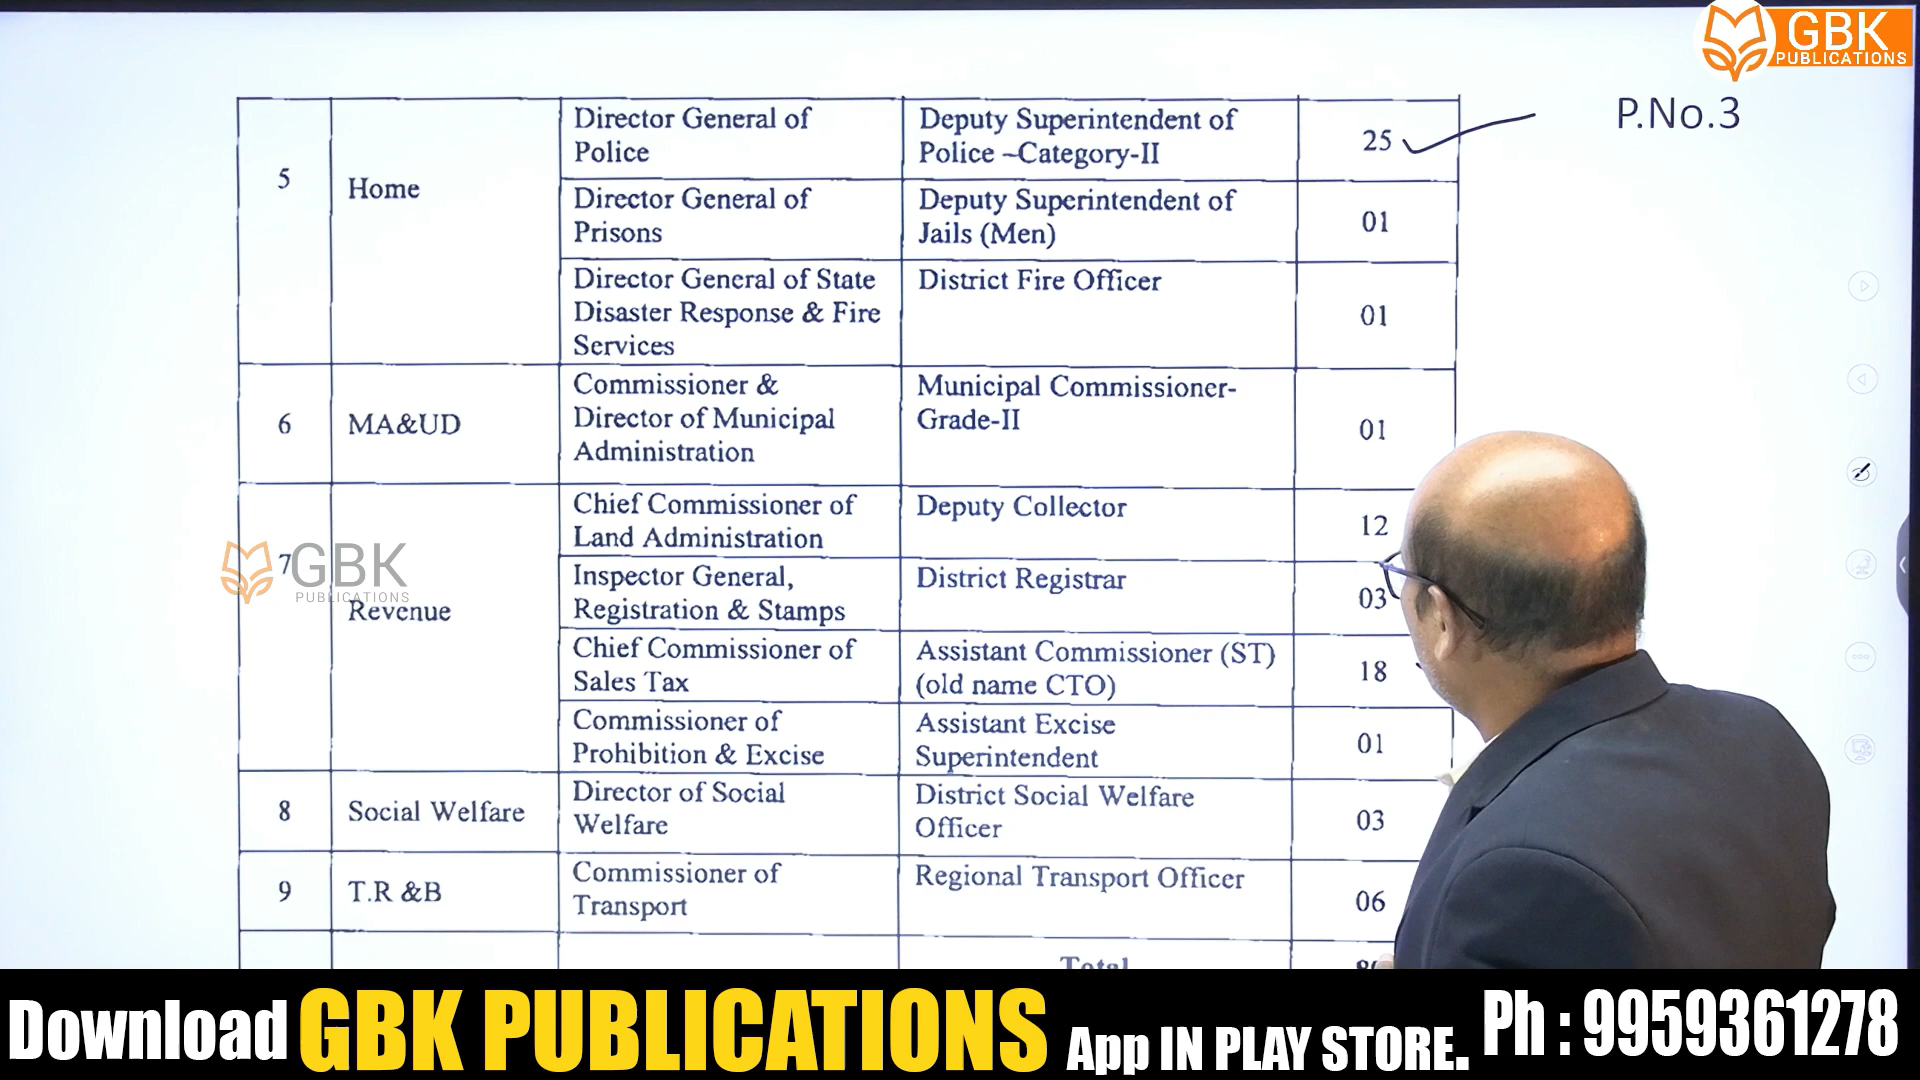 GBK
PUBLICATIONS
P.No.3
5
Home
Director General of
Police
Deputy Superintendent of
Police –Category-II
25
Director General of
Prisons
Deputy Superintendent of
Jails (Men)
01
Director General of State
Disaster Response & Fire
Services
District Fire Officer
01
6
MA&UD
Commissioner &
Director of Municipal
Administration
Municipal Commissioner-
Grade-II
01
7
Revenue
Chief Commissioner of
Land Administration
Deputy Collector
12
Inspector General,
Registration & Stamps
District Registrar
03
Chief Commissioner of
Sales Tax
Assistant Commissioner (ST)
(old name CTO)
18
Commissioner of
Prohibition & Excise
Assistant Excise
Superintendent
01
GBK
PUBLICATIONS
8
Social Welfare
Director of Social
Welfare
District Social Welfare
Officer
03
9
T.R &B
Commissioner of
Transport
Regional Transport Officer
06
Total
Download GBK PUBLICATIONS App IN PLAY STORE. Ph : 9959361278